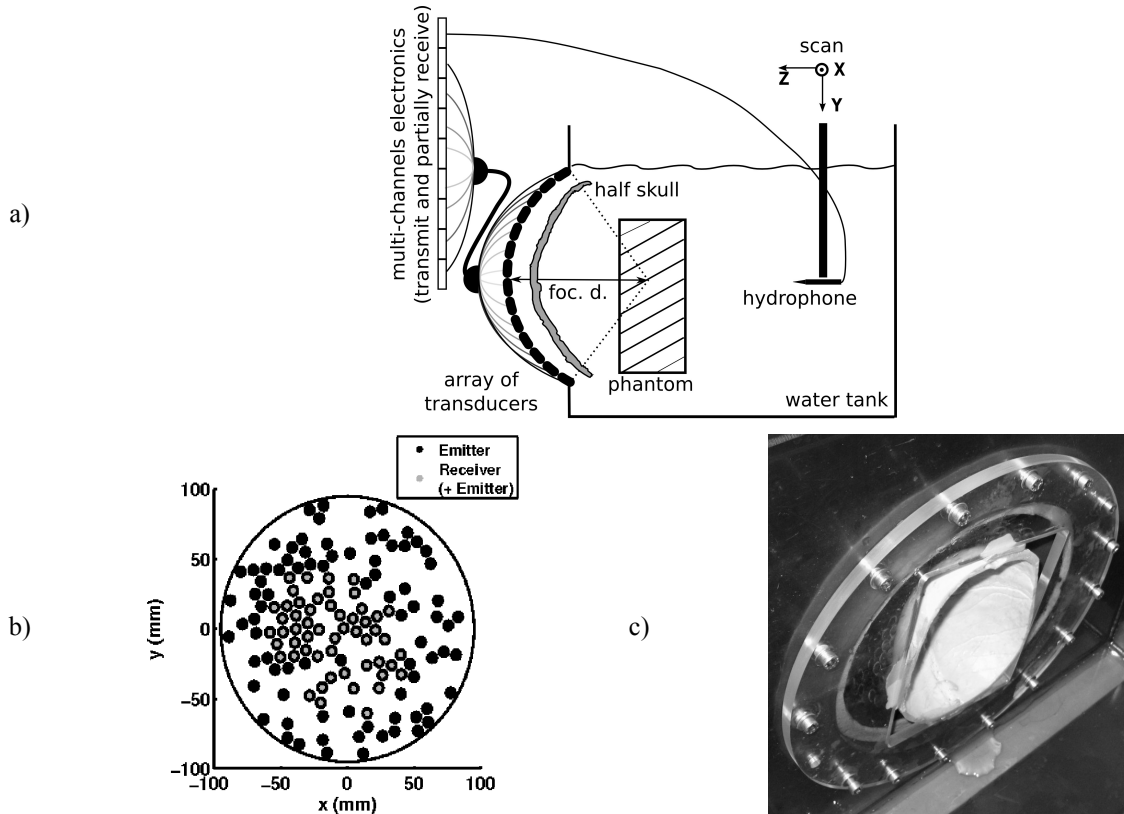 a)
multi-channels electronics
(transmit and partially receive)
scan
Z
X
Y
half skull
foc. d.
hydrophone
phantom
array of
transducers
water tank
b)
Emitter
Receiver
(+ Emitter)
100
50
0
−50
−100
y (mm)
−100
−50
0
50
100
x (mm)
c)